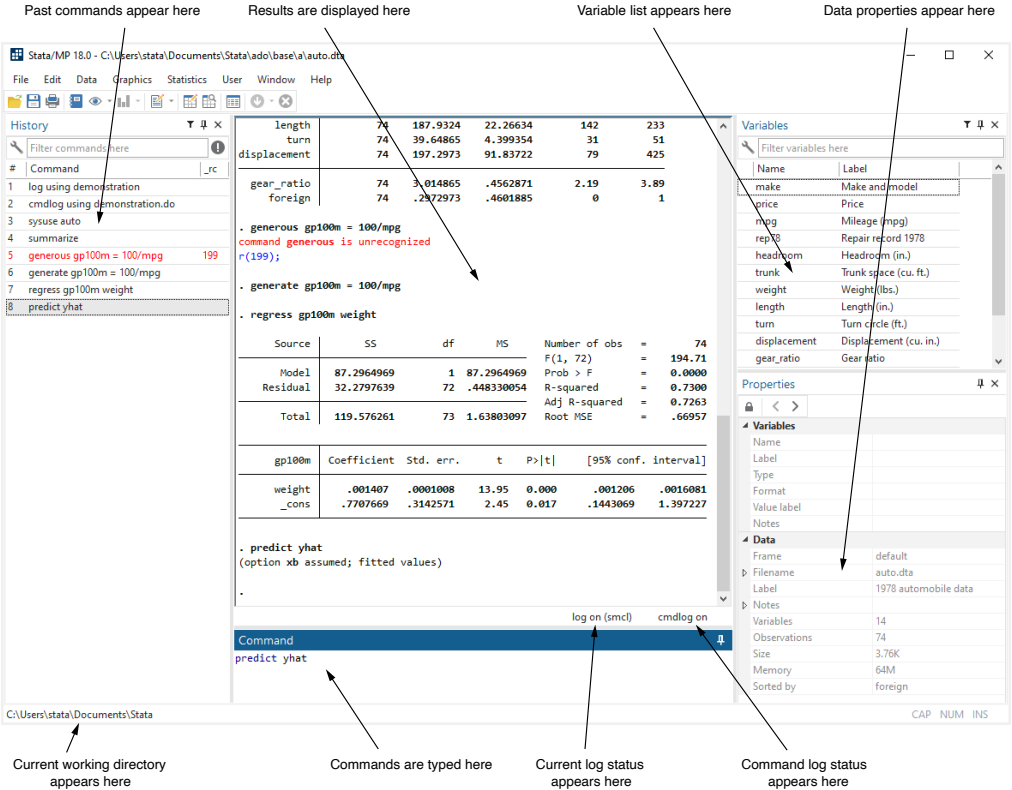 Past commands appear here
Results are displayed here
Variable list appears here
Data properties appear here
Stata/MP 18.0 - C:\Users\stata\Documents\Stata\ado\base\a\auto.dta
File Edit Data Graphics Statistics User Window Help
History
Filter commands here
# Command _rc
1 log using demonstration
2 cmdlog using demonstration.do
3 sysuse auto
4 summarize
5 generous gp100m = 100/mpg 199
6 generate gp100m = 100/mpg
7 regress gp100m weight
8 predict yhat
length 74 187.9324 22.26634 142 233
turn 74 39.64865 4.399354 31 51
displacement 74 197.2973 91.83722 79 425
gear_ratio 74 3.014865 .4562871 2.19 3.89
foreign 74 .2972973 .4601885 0 1
. generous gp100m = 100/mpg
command generous is unrecognized
r(199);
. generate gp100m = 100/mpg
. regress gp100m weight
Source SS df MS Number of obs = 74
F(1, 72) = 194.71
Model 87.2964969 1 87.2964969 Prob > F = 0.0000
Residual 32.2797639 72 .448330054 R-squared = 0.7300
Adj R-squared = 0.7263
Total 119.576261 73 1.63803097 Root MSE = .66957
gp100m Coefficient Std. err. t P>|t| [95% conf. interval]
weight .001407 .0001008 13.95 0.000 .001206 .0016081
_cons .7707669 .3142571 2.45 0.017 .1443069 1.397227
. predict yhat
(option xb assumed; fitted values)
.
log on (smcl) cmdlog on
Command
predict yhat
Variables
Filter variables here
Name Label
make Make and model
price Price
mpg Mileage (mpg)
rep78 Repair record 1978
headroom Headroom (in.)
trunk Trunk space (cu. ft.)
weight Weight (lbs.)
length Length (in.)
turn Turn circle (ft.)
displacement Displacement (cu. in.)
gear_ratio Gear ratio
Properties
Variables
Name
Label
Type
Format
Value label
Notes
Data
Frame default
Filename auto.dta
Label 1978 automobile data
Notes
Variables 14
Observations 74
Size 3.76K
Memory 64M
Sorted by foreign
C:\Users\stata\Documents\Stata
CAP NUM INS
Current working directory
appears here
Commands are typed here
Current log status
appears here
Command log status
appears here